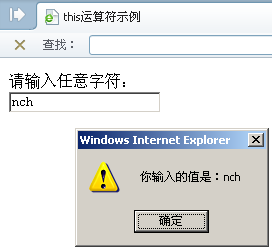 this运算符示例
查找：
请输入任意字符：
nch
Windows Internet Explorer
你输入的值是：nch
确定